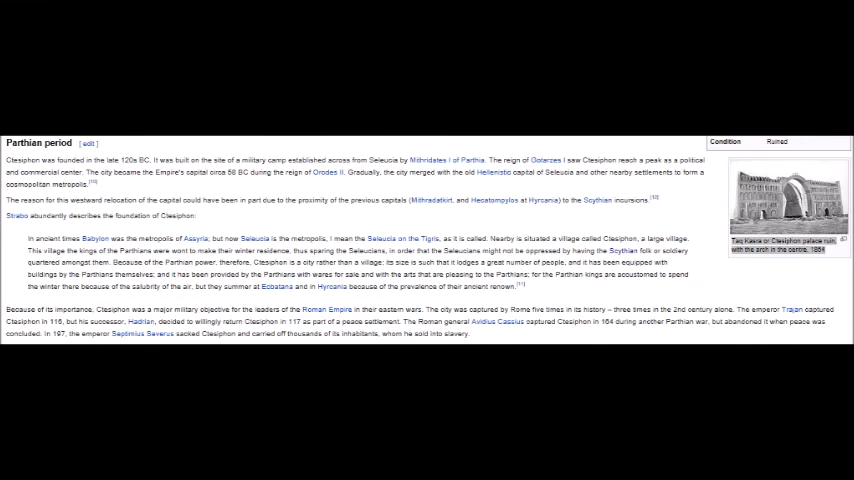 Parthian period [ edit ]
Condition Ruined
Ctesiphon was founded in the late 120s BC. It was built on the site of a military camp established across from Seleucia by Mithridates I of Parthia. The reign of Gotarzes I saw Ctesiphon reach a peak as a political
and commercial center. The city became the Empire's capital circa 58 BC during the reign of Orodes II. Gradually, the city merged with the old Hellenistic capital of Seleucia and other nearby settlements to form a
cosmopolitan metropolis.[10]
The reason for this westward relocation of the capital could have been in part due to the proximity of the previous capitals (Mithradatkirt, and Hecatompylos at Hyrcania) to the Scythian incursions.
Strabo abundantly describes the foundation of Ctesiphon:
In ancient times Babylon was the metropolis of Assyria; but now Seleucia is the metropolis, I mean the Seleucia on the Tigris, as it is called. Nearby is situated a village called Ctesiphon, a large village.
This village the kings of the Parthians were wont to make their winter residence, thus sparing the Seleucians, in order that the Seleucians might not be oppressed by having the Scythian folk or soldiery
quartered amongst them. Because of the Parthian power, therefore, Ctesiphon is a city rather than a village; its size is such that it lodges a great number of people, and it has been equipped with
buildings by the Parthians themselves; and it has been provided by the Parthians with wares for sale and with the arts that are pleasing to the Parthians; for the Parthian kings are accustomed to spend
the winter there because of the salubrity of the air, but they summer at Ecbatana and in Hyrcania because of the prevalence of their ancient renown.[11]
Because of its importance, Ctesiphon was a major military objective for the leaders of the Roman Empire in their eastern wars. The city was captured by Rome five times in its history – three times in the 2nd century alone. The emperor Trajan captured
Ctesiphon in 116, but his successor, Hadrian, decided to willingly return Ctesiphon in 117 as part of a peace settlement. The Roman general Avidius Cassius captured Ctesiphon in 164 during another Parthian war, but abandoned it when peace was
concluded. In 197, the emperor Septimius Severus sacked Ctesiphon and carried off thousands of its inhabitants, whom he sold into slavery.
Taq Kasra or Ctesiphon palace ruin,
with the arch in the centre, 1864